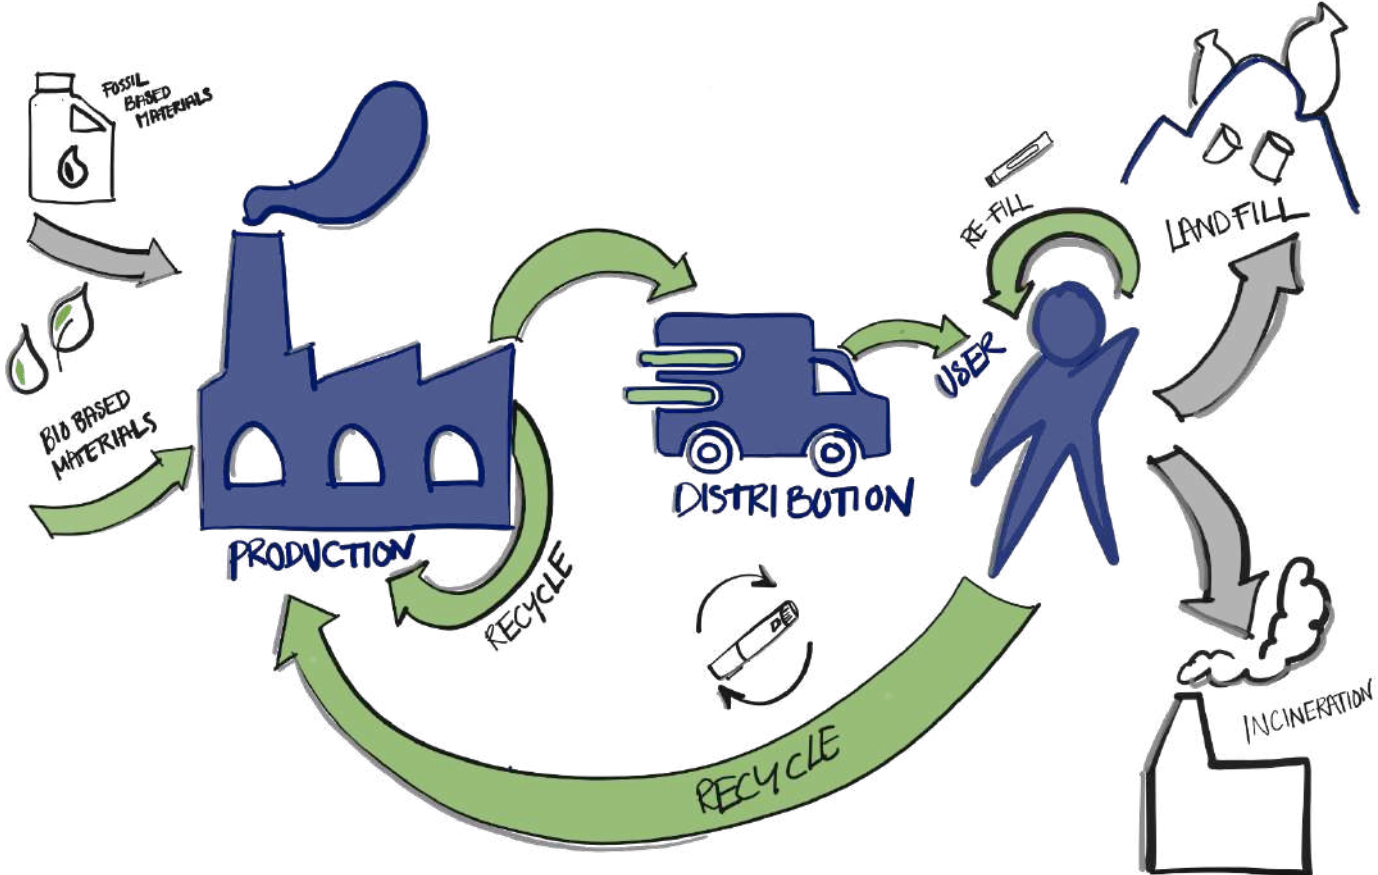 FOSSIL
BASED
MATERIALS
BIO BASED
MATERIALS
PRODUCTION
RECYCLE
DISTRIBUTION
RE-FILL
USER
LANDFILL
INCINERATION
RECYCLE